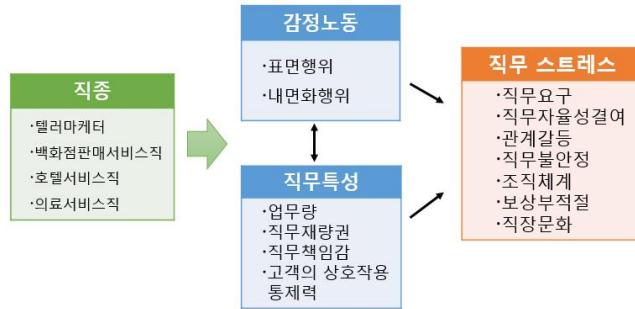 직종
·텔러마케터
·백화점판매서비스직
·호텔서비스직
·의료서비스직
감정노동
·표면행위
·내면화행위
직무특성
·업무량
·직무재량권
·직무책임감
·고객의 상호작용
통제력
직무 스트레스
·직무요구
·직무자율성결여
·관계갈등
·직무불안정
·조직체계
·보상부적절
·직장문화